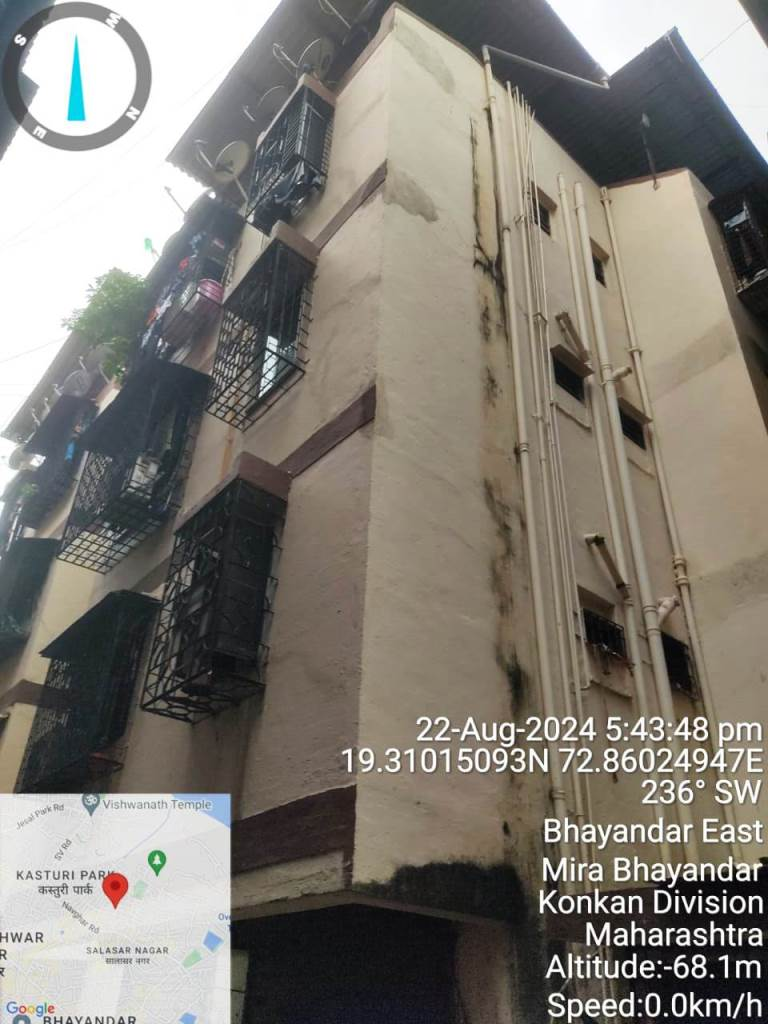 S
W
N
E
22-Aug-2024 5:43:48 pm
19.31015093N 72.86024947E
236° SW
Bhayandar East
Mira Bhayandar
Konkan Division
Maharashtra
Altitude:-68.1m
Speed:0.0km/h
Vishwanath Temple
Jesal Park Rd
SV Rd
KASTURI PARK
कस्तुरी पार्क
Navghar Rd
Ov
HWAR
R
SALASAR NAGAR
सालासर नगर
र
Google
BHAYANDAR